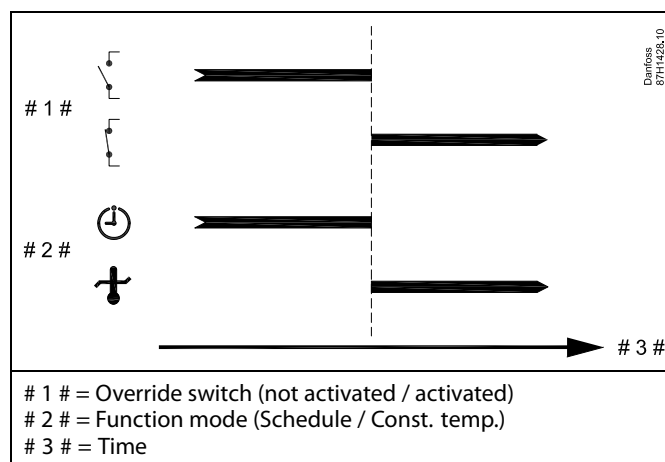 Danfoss
87H1428.10
# 1 #
# 2 #
# 3 #
# 1 # = Override switch (not activated / activated)
# 2 # = Function mode (Schedule / Const. temp.)
# 3 # = Time